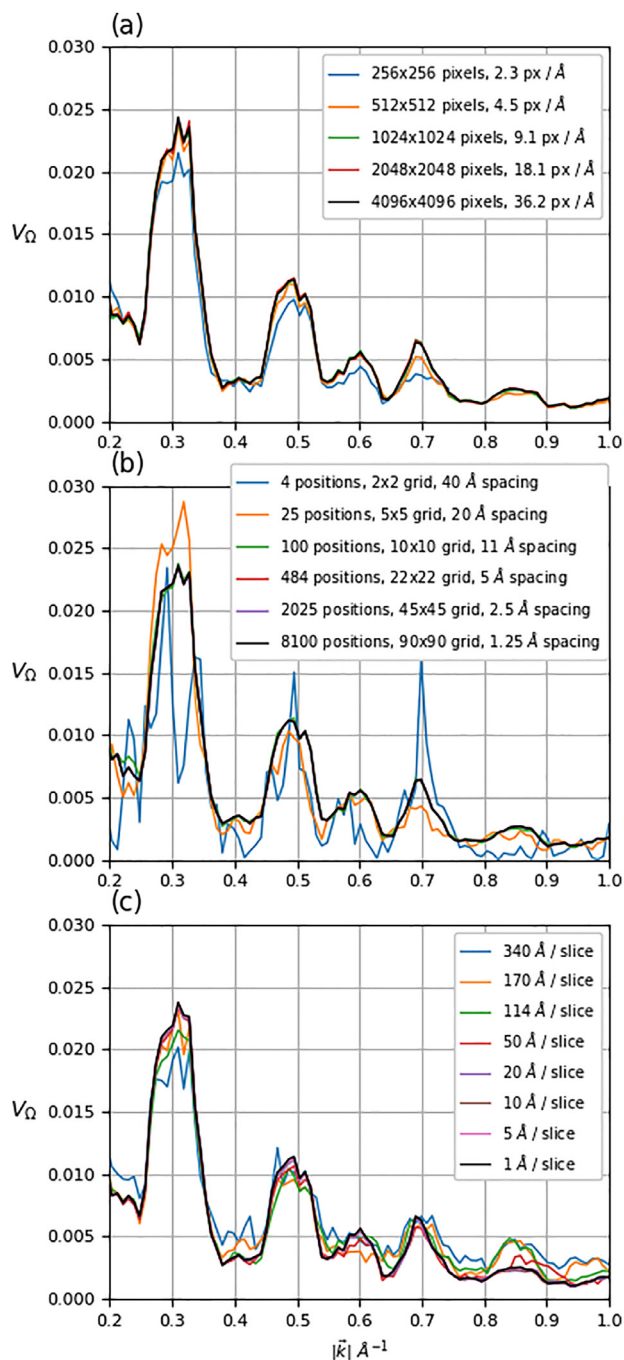 (a)
0.030
0.025
0.020
0.015
0.010
0.005
0.000
V_Ω
256x256 pixels, 2.3 px / Å
512x512 pixels, 4.5 px / Å
1024x1024 pixels, 9.1 px / Å
2048x2048 pixels, 18.1 px / Å
4096x4096 pixels, 36.2 px / Å
0.2 0.3 0.4 0.5 0.6 0.7 0.8 0.9 1.0
(b)
0.030
0.025
0.020
0.015
0.010
0.005
0.000
V_Ω
4 positions, 2x2 grid, 40 Å spacing
25 positions, 5x5 grid, 20 Å spacing
100 positions, 10x10 grid, 11 Å spacing
484 positions, 22x22 grid, 5 Å spacing
2025 positions, 45x45 grid, 2.5 Å spacing
8100 positions, 90x90 grid, 1.25 Å spacing
0.2 0.3 0.4 0.5 0.6 0.7 0.8 0.9 1.0
(c)
0.030
0.025
0.020
0.015
0.010
0.005
0.000
V_Ω
340 Å / slice
170 Å / slice
114 Å / slice
50 Å / slice
20 Å / slice
10 Å / slice
5 Å / slice
1 Å / slice
0.2 0.3 0.4 0.5 0.6 0.7 0.8 0.9 1.0
|k⃗| Å⁻¹